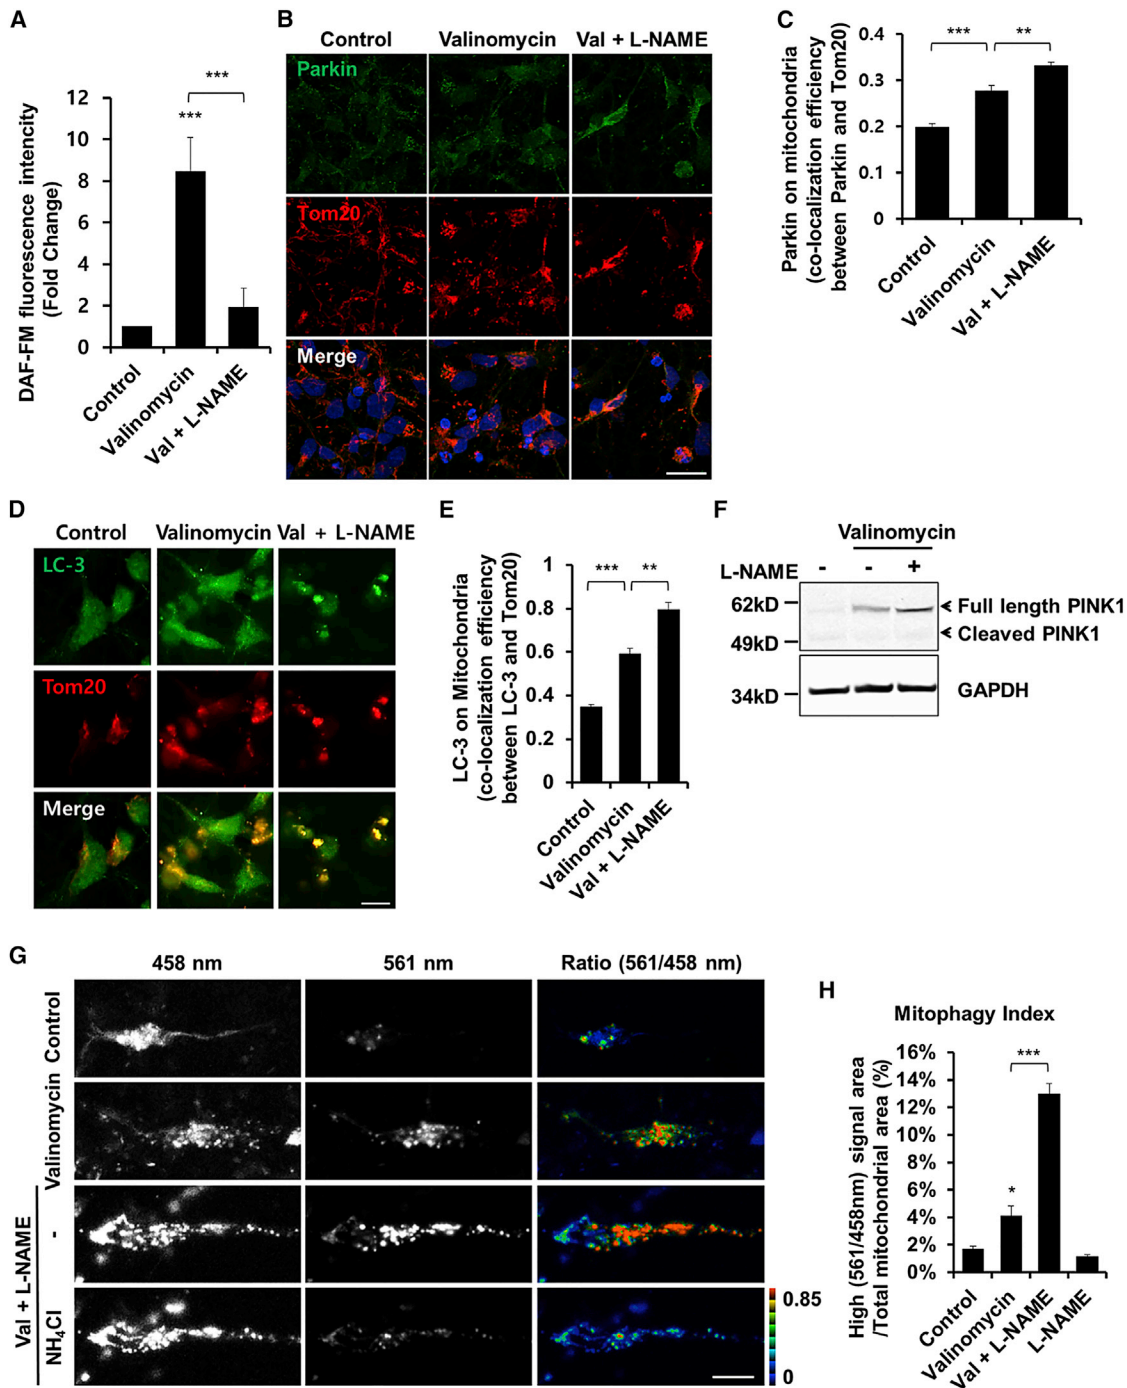 A
DAF-FM fluorescence intencity
(Fold Change)
12
10
8
6
4
2
0
***
***
Control
Valinomycin
Val + L-NAME
B
Control Valinomycin Val + L-NAME
Parkin
Tom20
Merge
C
Parkin on mitochondria
(co-localization efficiency
between Parkin and Tom20)
0.4
0.3
0.2
0.1
0
*** **
Control
Valinomycin
Val + L-NAME
D
Control Valinomycin Val + L-NAME
LC-3
Tom20
Merge
E
LC-3 on Mitochondria
(co-localization efficiency
between LC-3 and Tom20)
1
0.8
0.6
0.4
0.2
0
*** **
Control
Valinomycin
Val + L-NAME
F
Valinomycin
L-NAME - - +
62kD
49kD
34kD
Full length PINK1
Cleaved PINK1
GAPDH
G
458 nm 561 nm Ratio (561/458 nm)
Control
Valinomycin
Val + L-NAME
-
NH4Cl
0.85
0
H
Mitophagy Index
High (561/458nm) signal area
/Total mitochondrial area (%)
16%
14%
12%
10%
8%
6%
4%
2%
0%
***
*
Control
Valinomycin
Val + L-NAME
L-NAME